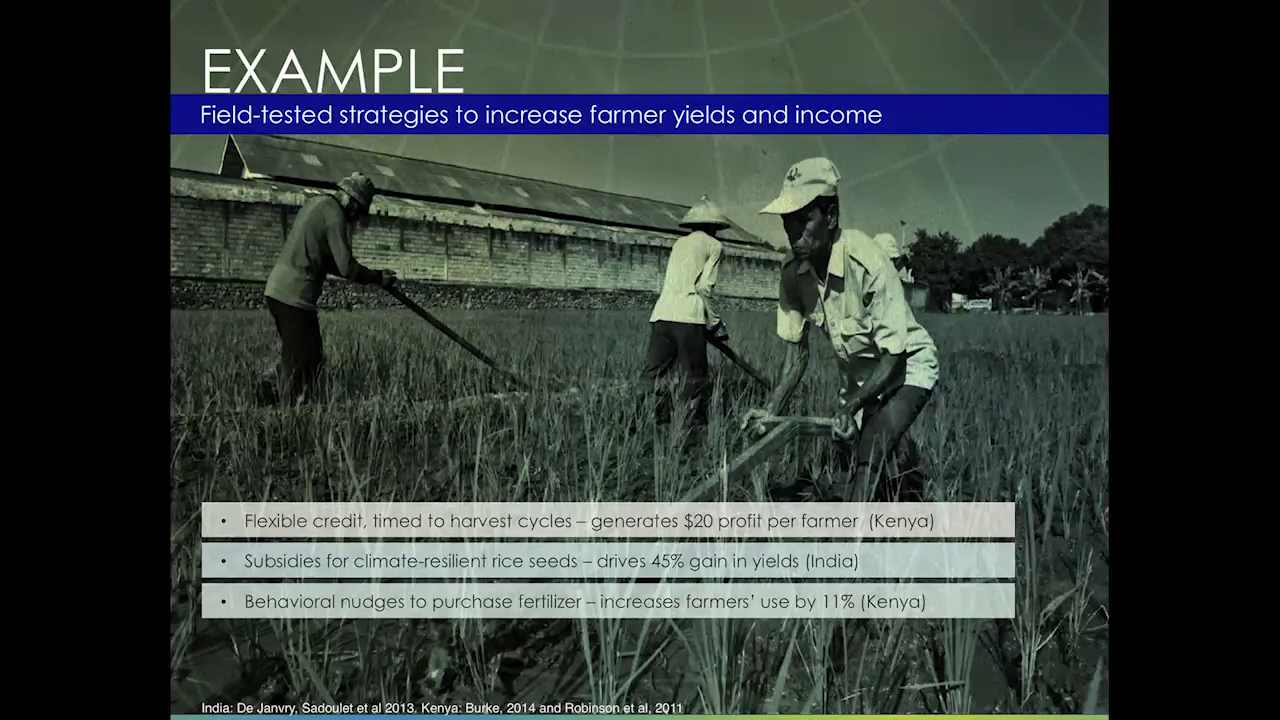 EXAMPLE
Field-tested strategies to increase farmer yields and income
• Flexible credit, timed to harvest cycles – generates $20 profit per farmer (Kenya)
• Subsidies for climate-resilient rice seeds – drives 45% gain in yields (India)
• Behavioral nudges to purchase fertilizer – increases farmers’ use by 11% (Kenya)
India: De Janvry, Sadoulet et al 2013. Kenya: Burke, 2014 and Robinson et al, 2011